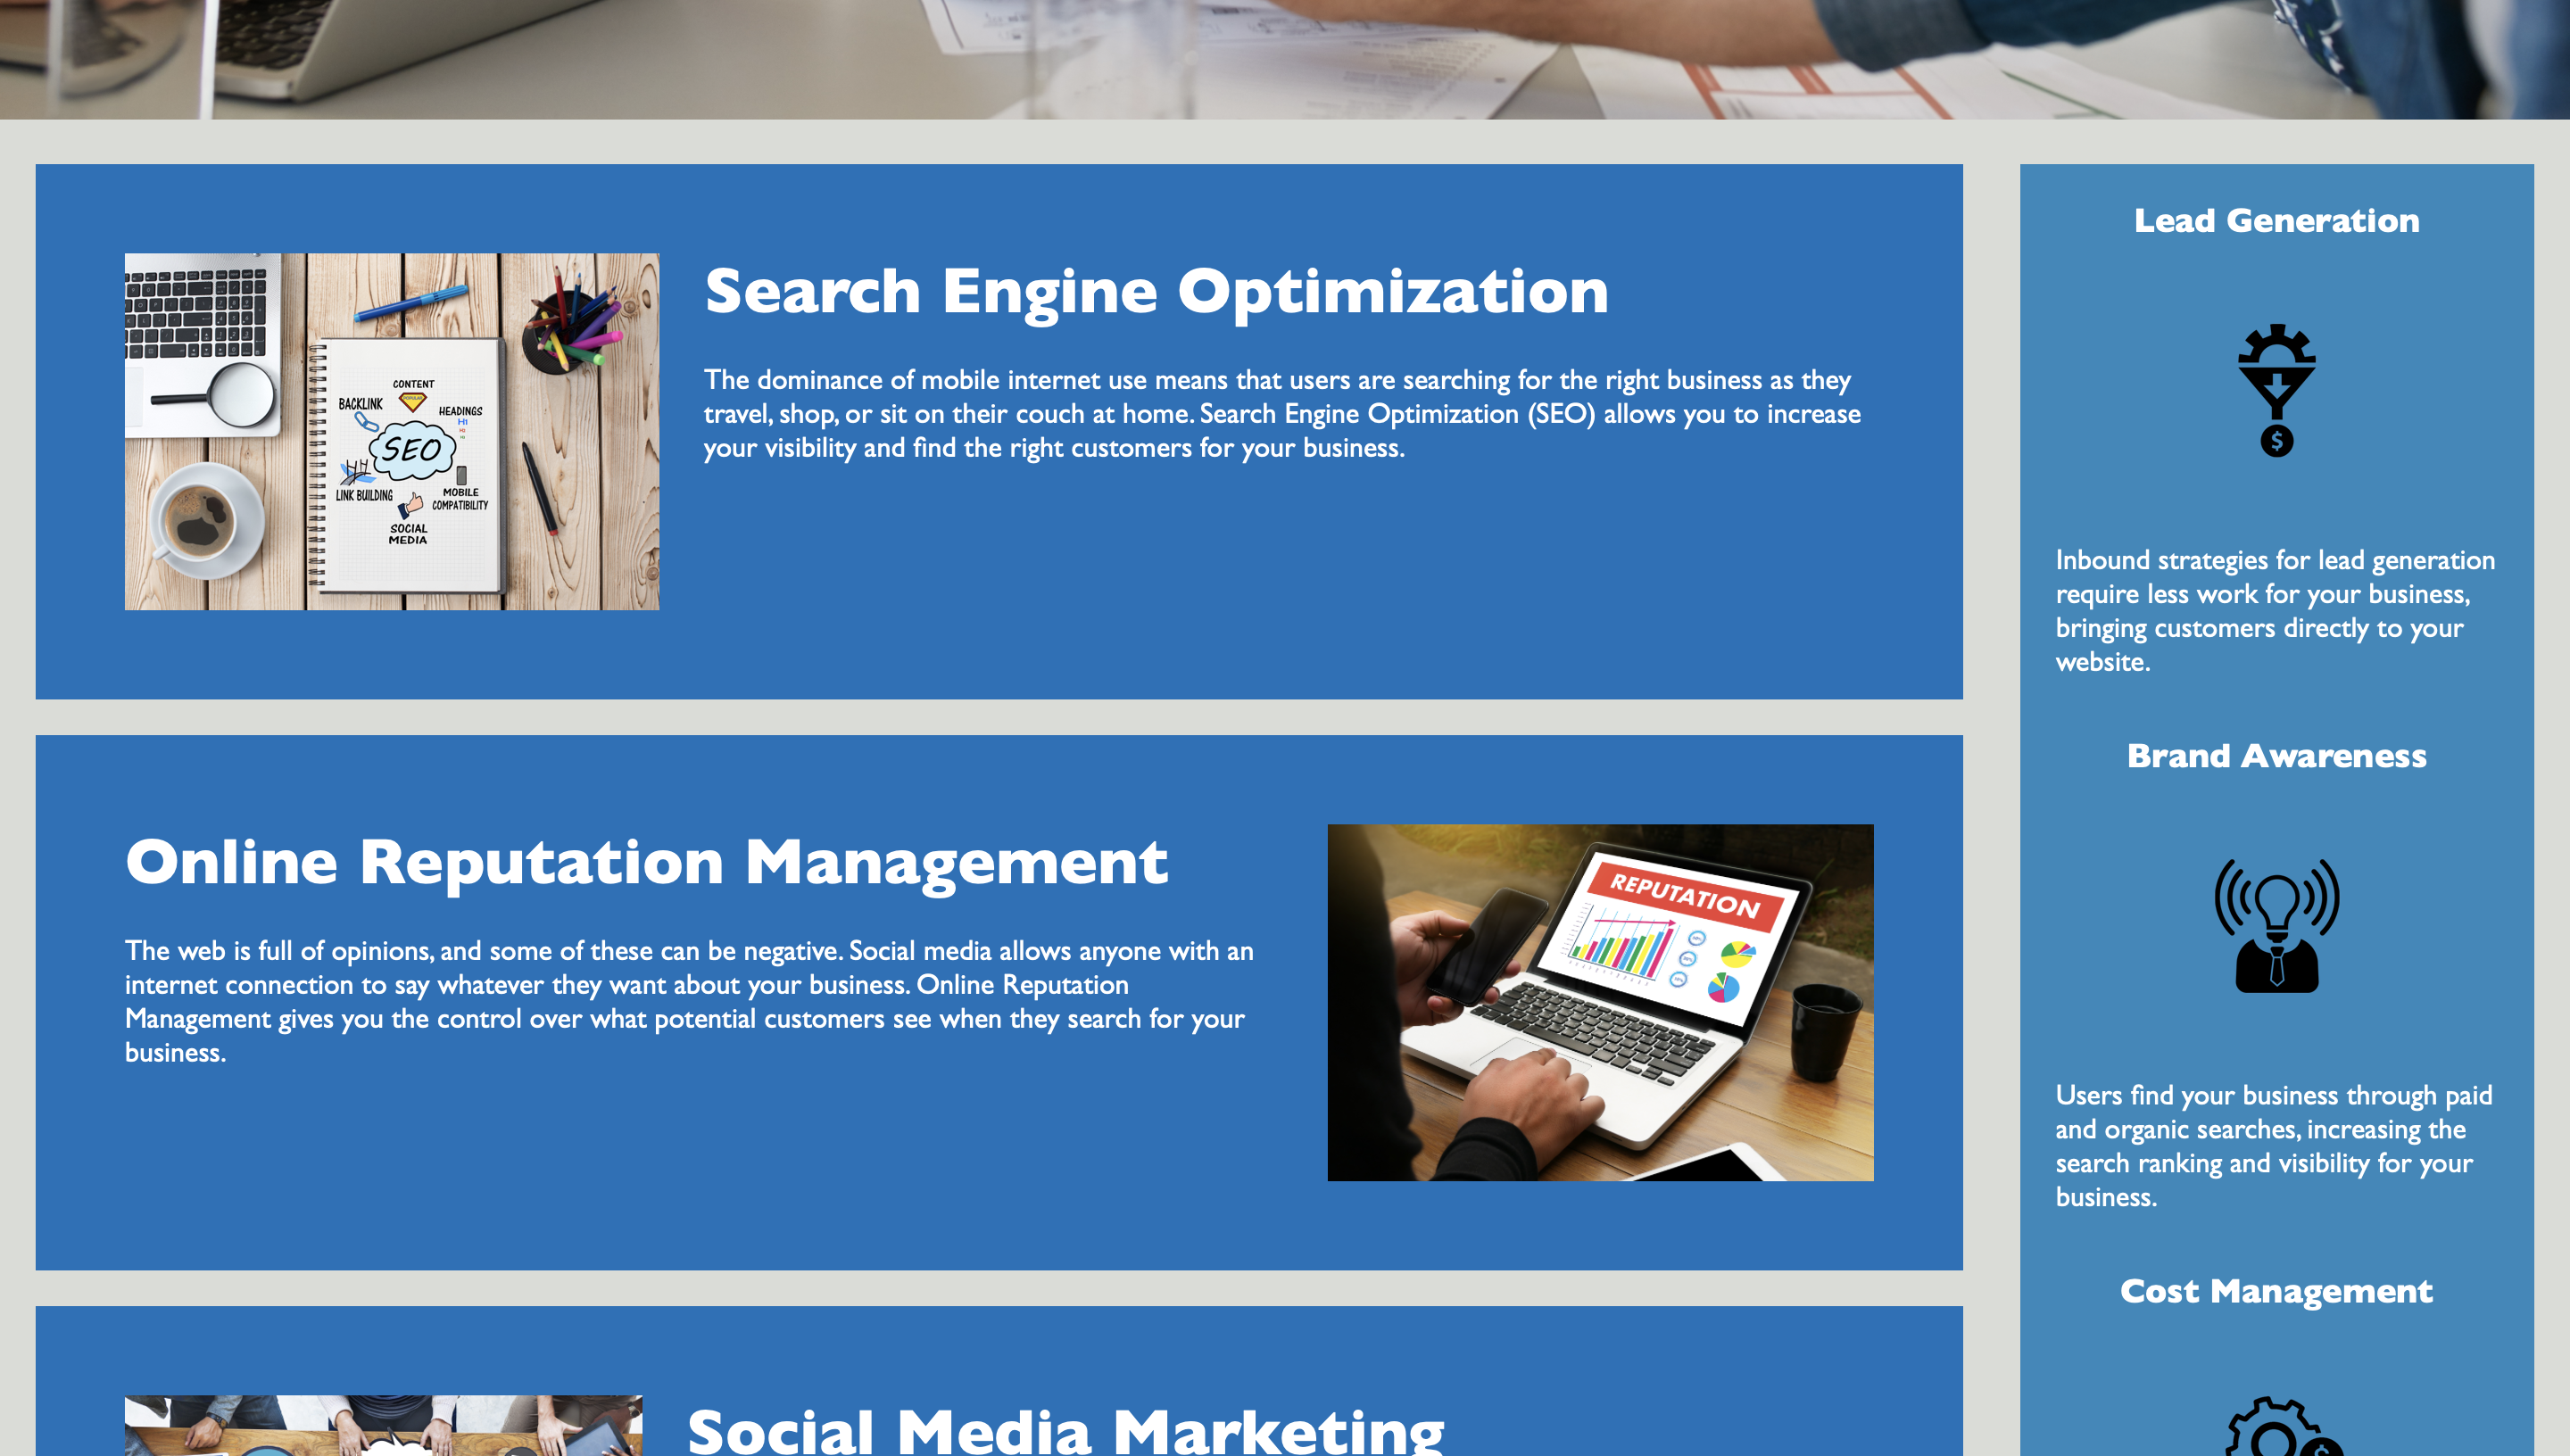 Search Engine Optimization
The dominance of mobile internet use means that users are searching for the right business as they
travel, shop, or sit on their couch at home. Search Engine Optimization (SEO) allows you to increase
your visibility and find the right customers for your business.
CONTENT
BACKLINK
HEADINGS
H1
SEO
LINK BUILDING
MOBILE
COMPATIBILITY
SOCIAL
MEDIA
Online Reputation Management
The web is full of opinions, and some of these can be negative. Social media allows anyone with an
internet connection to say whatever they want about your business. Online Reputation
Management gives you the control over what potential customers see when they search for your
business.
REPUTATION
Social Media Marketing
Lead Generation
$
Inbound strategies for lead generation
require less work for your business,
bringing customers directly to your
website.
Brand Awareness
Users find your business through paid
and organic searches, increasing the
search ranking and visibility for your
business.
Cost Management